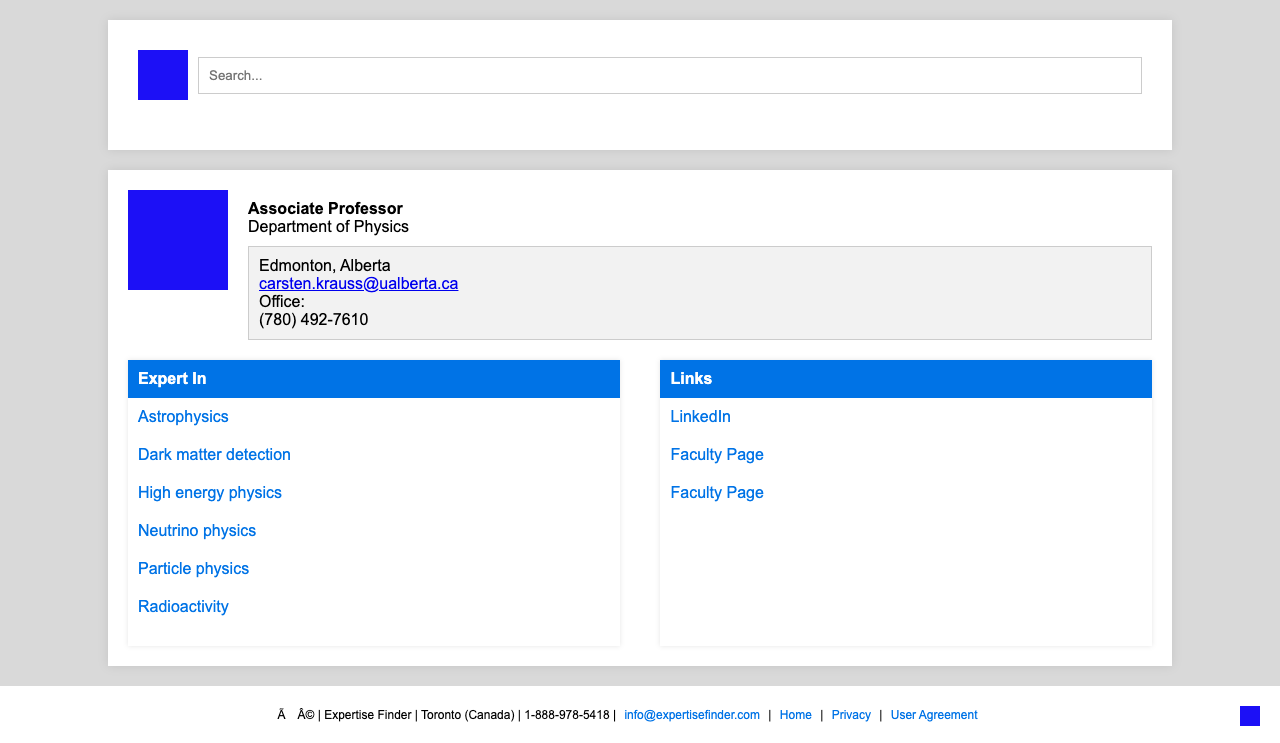 Search...
Associate Professor
Department of Physics
Edmonton, Alberta
carsten.krauss@ualberta.ca
Office:
(780) 492-7610
Expert In
Astrophysics
Dark matter detection
High energy physics
Neutrino physics
Particle physics
Radioactivity
Links
LinkedIn
Faculty Page
Faculty Page
Ã Â© | Expertise Finder | Toronto (Canada) | 1-888-978-5418 | info@expertisefinder.com | Home | Privacy | User Agreement